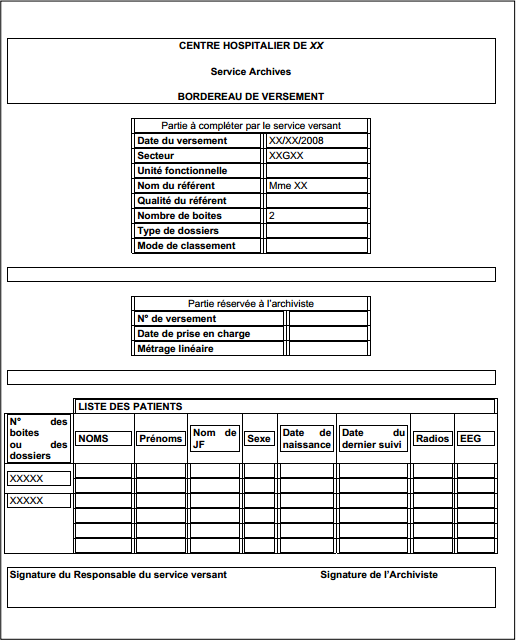 CENTRE HOSPITALIER DE XX
Service Archives
BORDEREAU DE VERSEMENT
Partie à compléter par le service versant
Date du versement XX/XX/2008
Secteur XXGXX
Unité fonctionnelle
Nom du référent Mme XX
Qualité du référent
Nombre de boites 2
Type de dossiers
Mode de classement
Partie réservée à l'archiviste
N° de versement
Date de prise en charge
Métrage linéaire
LISTE DES PATIENTS
N° des
boites
ou des
dossiers
NOMS
Prénoms
Nom de
JF
Sexe
Date de
naissance
Date du
dernier suivi
Radios
EEG
XXXXX
XXXXX
Signature du Responsable du service versant Signature de l'Archiviste